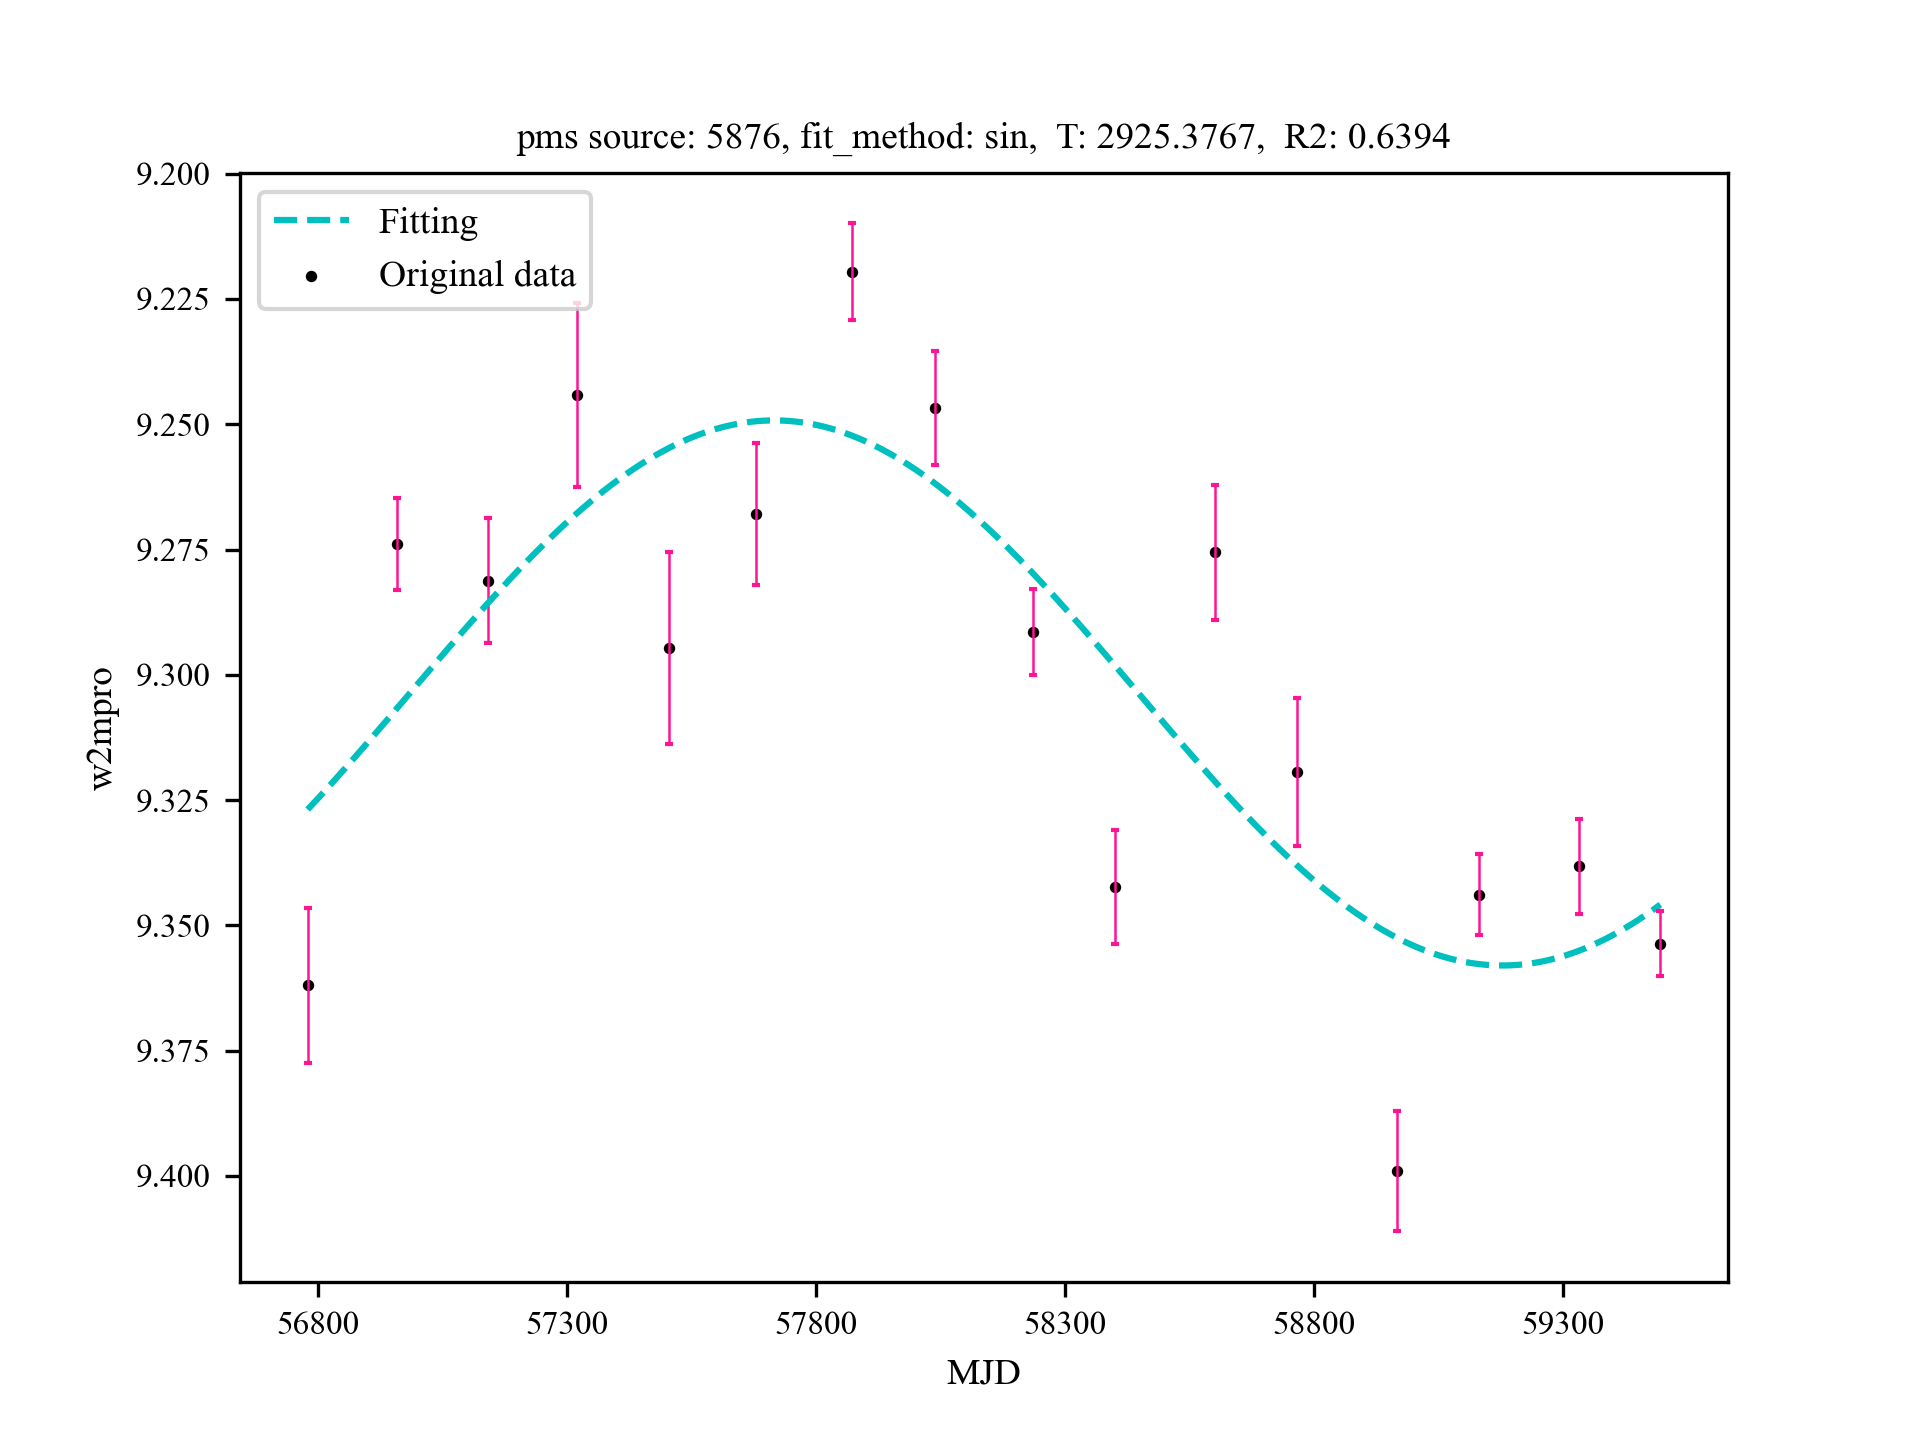 pms source: 5876, fit_method: sin,  T: 2925.3767,  R2: 0.6394
Fitting
Original data
9.200
9.225
9.250
9.275
9.300
9.325
9.350
9.375
9.400
w2mpro
56800 57300 57800 58300 58800 59300
MJD